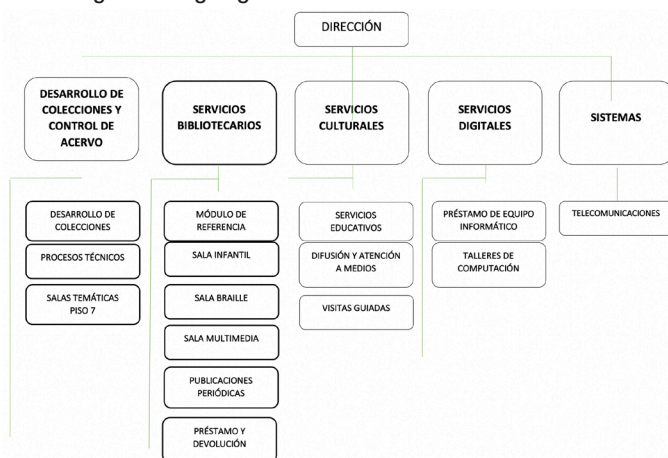 DIRECCIÓN
DESARROLLO DE
COLECCIONES Y
CONTROL DE
ACERVO
SERVICIOS
BIBLIOTECARIOS
SERVICIOS
CULTURALES
SERVICIOS
DIGITALES
SISTEMAS
DESARROLLO DE
COLECCIONES
PROCESOS TÉCNICOS
SALAS TEMÁTICAS
PISO 7
MÓDULO DE
REFERENCIA
SALA INFANTIL
SALA BRAILLE
SALA MULTIMEDIA
PUBLICACIONES
PERIÓDICAS
PRÉSTAMO Y
DEVOLUCIÓN
SERVICIOS
EDUCATIVOS
DIFUSIÓN Y ATENCIÓN
A MEDIOS
VISITAS GUIADAS
PRÉSTAMO DE EQUIPO
INFORMÁTICO
TALLERES DE
COMPUTACIÓN
TELECOMUNICACIONES